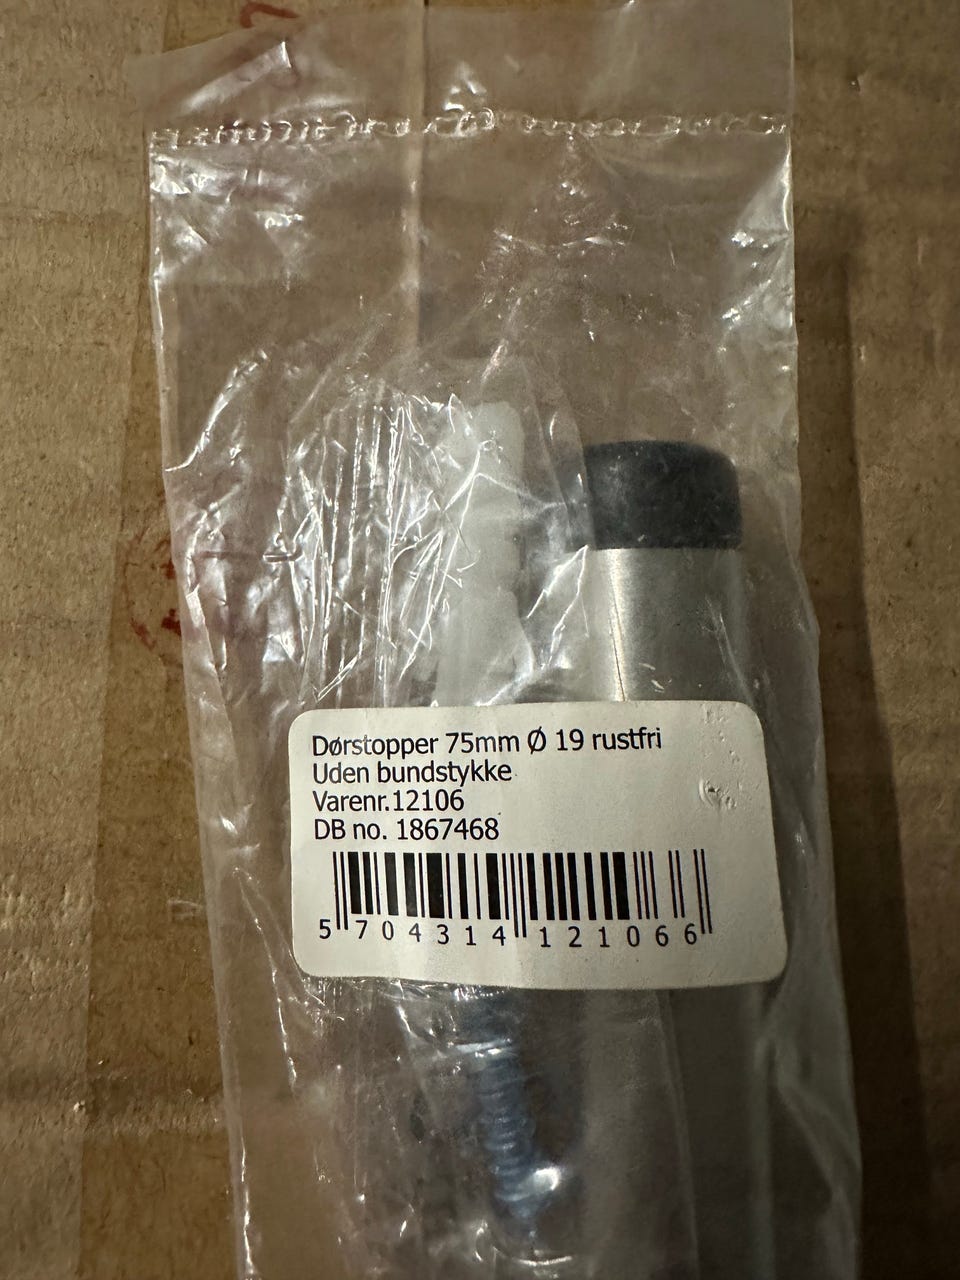 Dørstopper 75mm Ø 19 rustfri
Uden bundstykke
Varenr.12106
DB no. 1867468
5 704314 121066